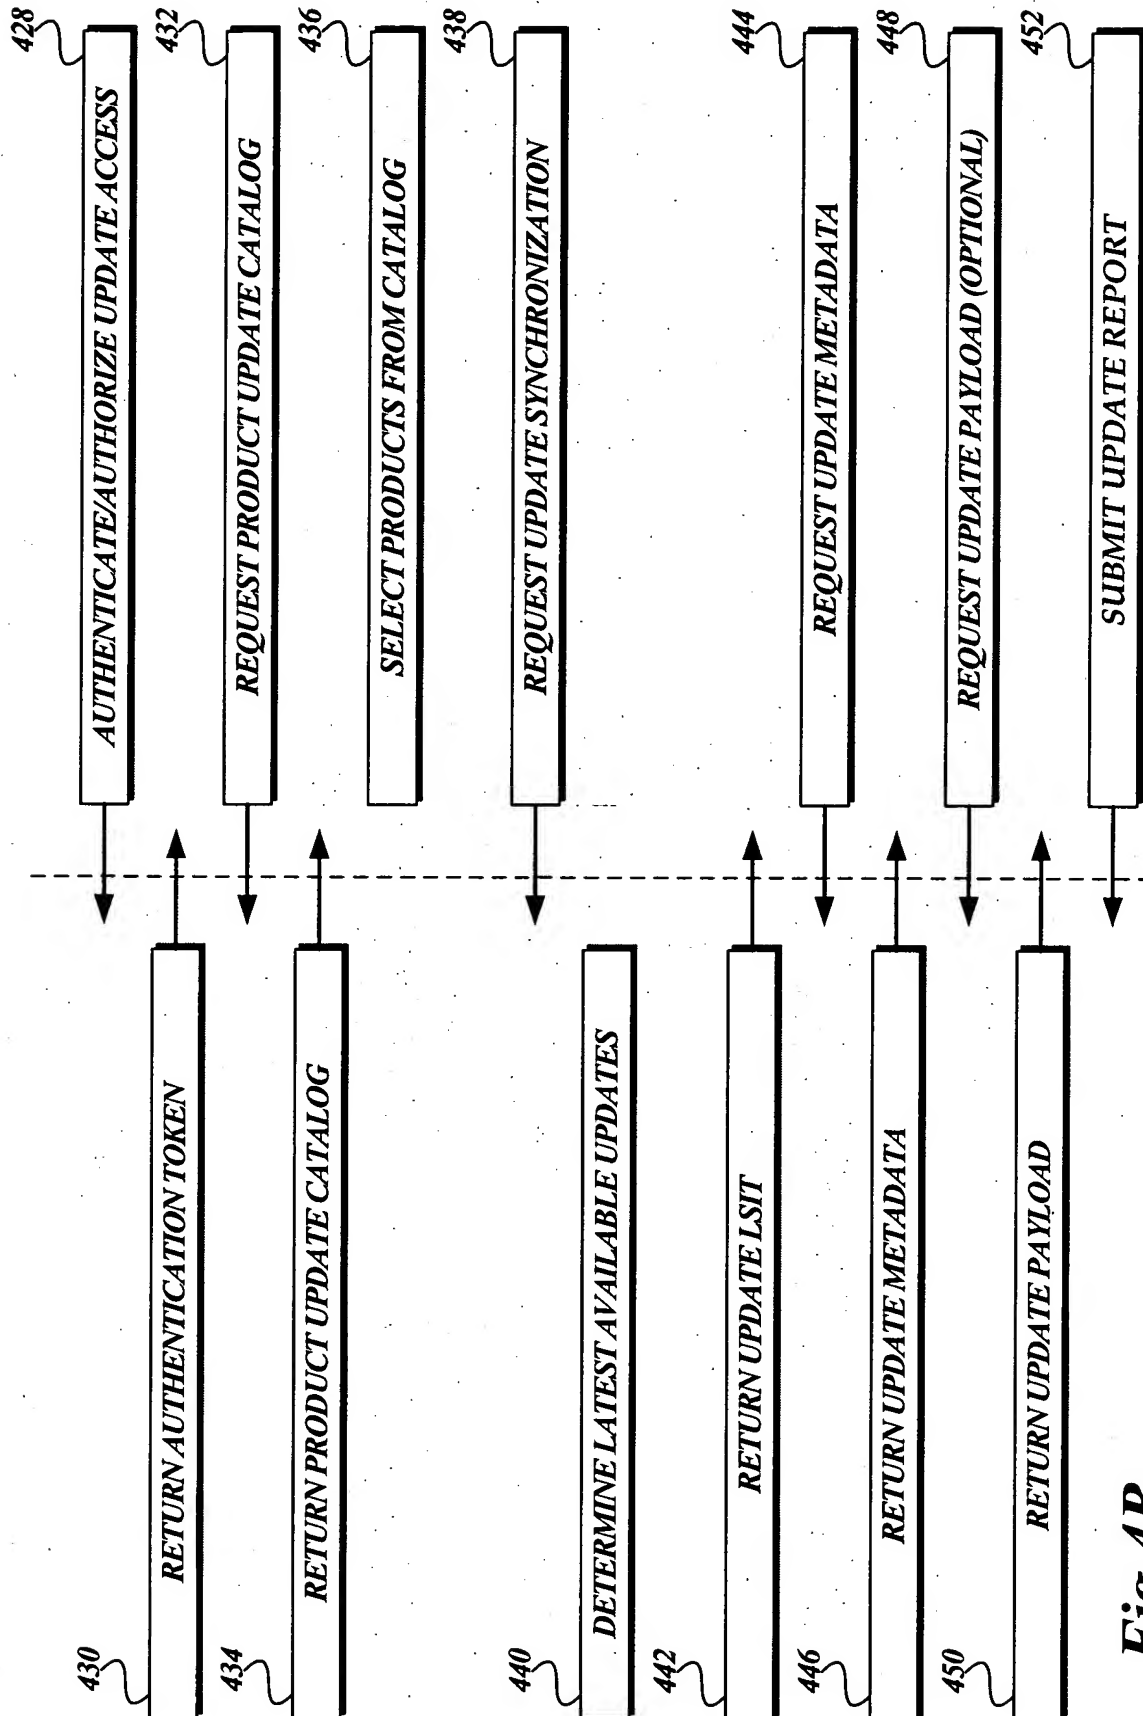 428
AUTHENTICATE/AUTHORIZE UPDATE ACCESS
430
RETURN AUTHENTICATION TOKEN
432
REQUEST PRODUCT UPDATE CATALOG
434
RETURN PRODUCT UPDATE CATALOG
436
SELECT PRODUCTS FROM CATALOG
438
REQUEST UPDATE SYNCHRONIZATION
440
DETERMINE LATEST AVAILABLE UPDATES
442
RETURN UPDATE LSIT
444
REQUEST UPDATE METADATA
446
RETURN UPDATE METADATA
448
REQUEST UPDATE PAYLOAD (OPTIONAL)
450
RETURN UPDATE PAYLOAD
452
SUBMIT UPDATE REPORT
Fig